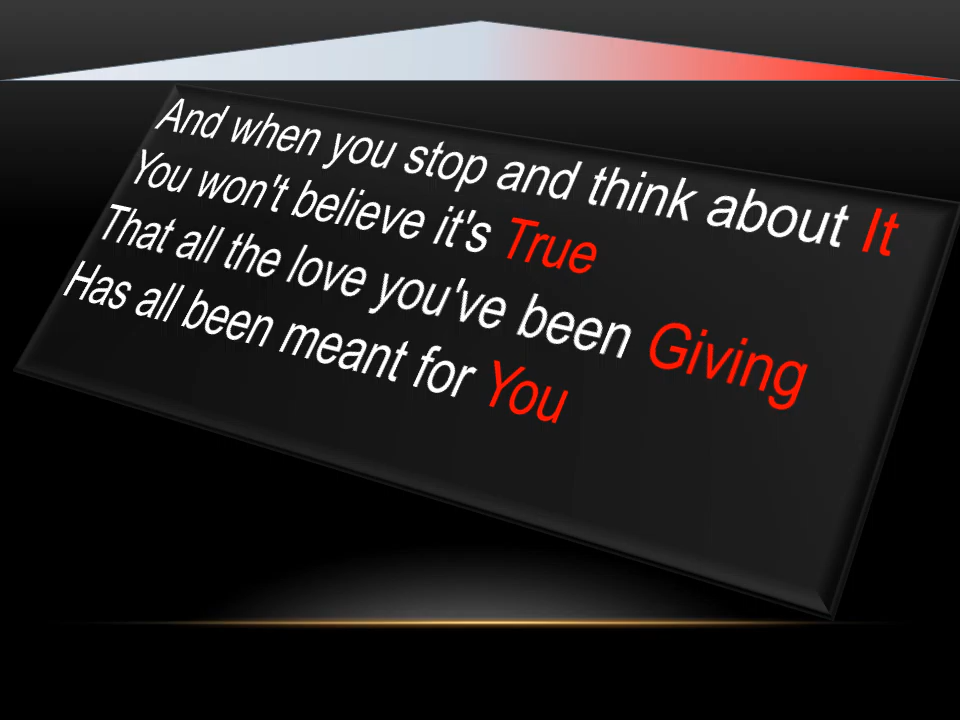 And when you stop and think about It
You won't believe it's True
That all the love you've been Giving
Has all been meant for You